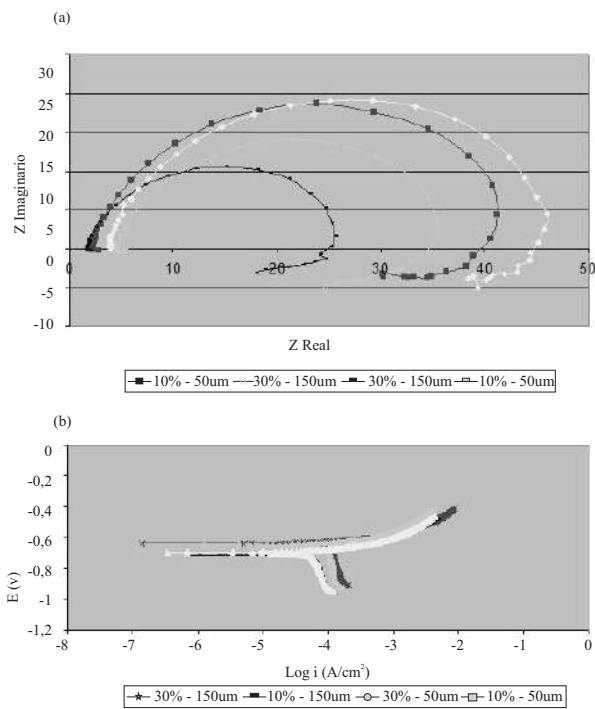 (a)
30
25
20
15
10
5
0
-5
-10
Z Imaginario
0 10 20 30 40 50
Z Real
10% - 50um 30% - 150um 30% - 150um 10% - 50um
(b)
0
-0,2
-0,4
-0,6
-0,8
-1
-1,2
E (v)
-8 -7 -6 -5 -4 -3 -2 -1 0
Log i (A/cm²)
30% - 150um 10% - 150um 30% - 50um 10% - 50um